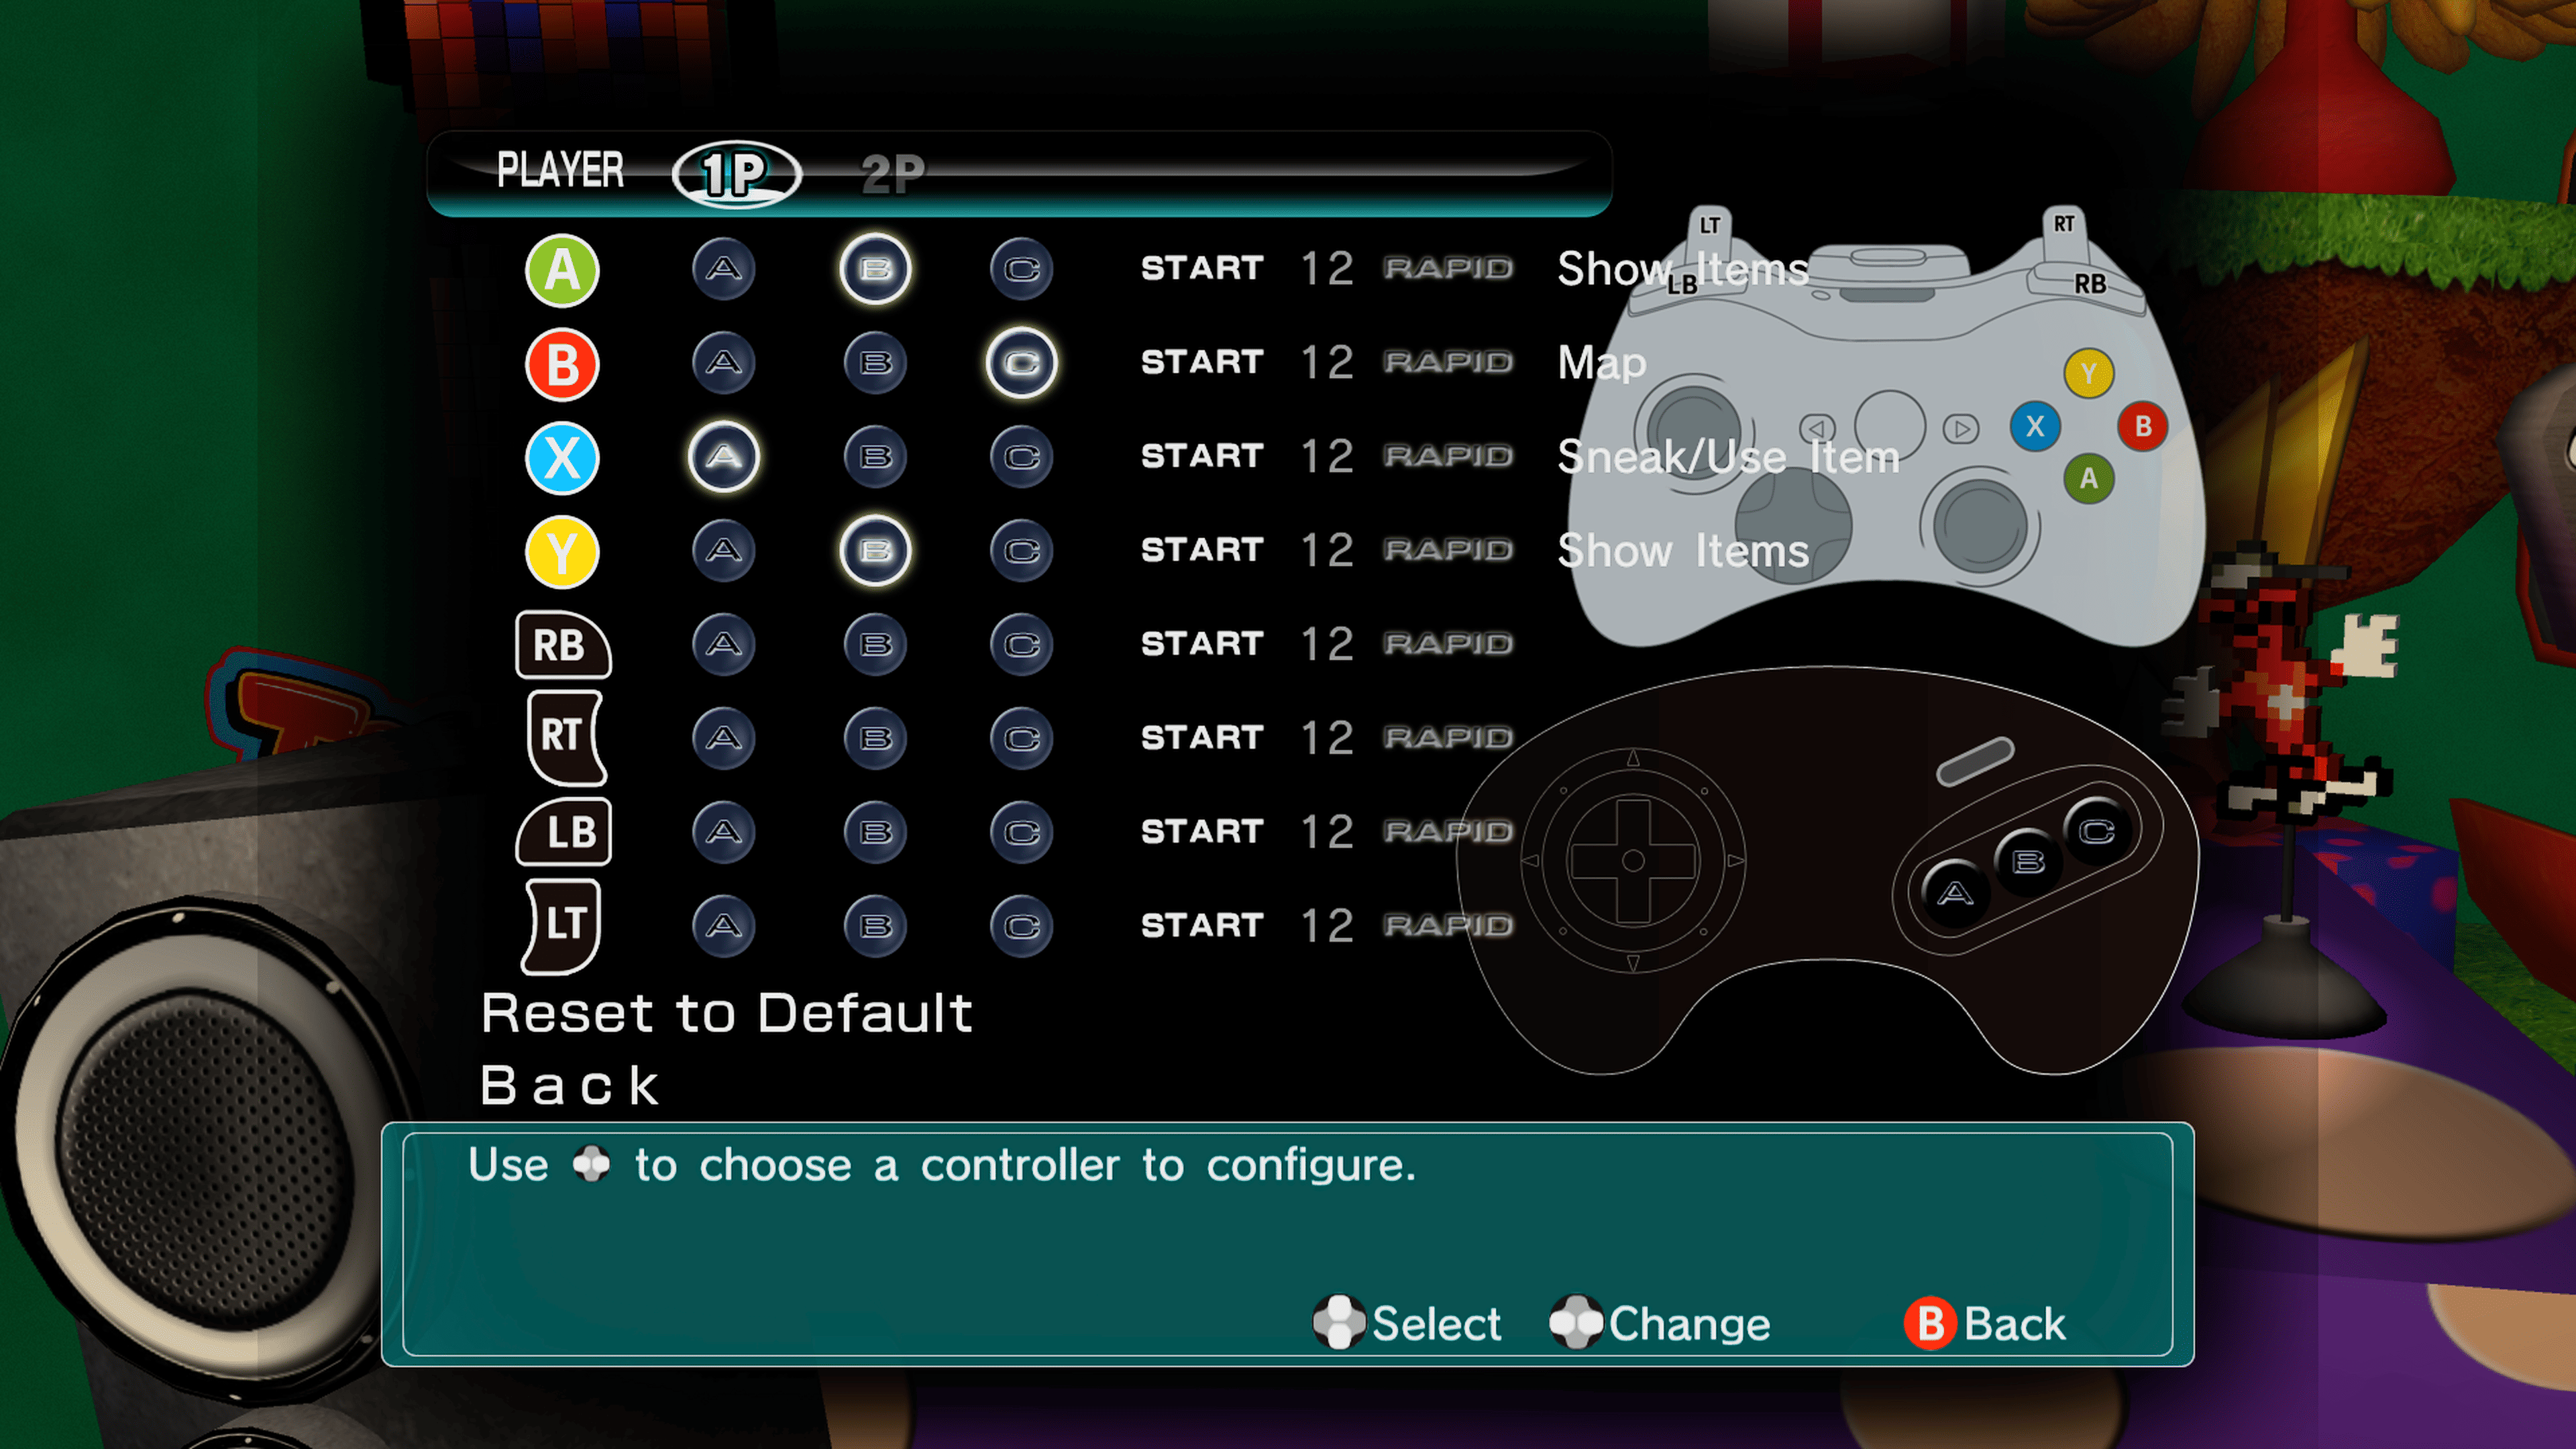 PLAYER 1P 2P
A A B C START 12 RAPID Show Items
B A B C START 12 RAPID Map
X A B C START 12 RAPID Sneak/Use Item
Y A B C START 12 RAPID Show Items
RB A B C START 12 RAPID
RT A B C START 12 RAPID
LB A B C START 12 RAPID
LT A B C START 12 RAPID
Reset to Default
Back
LT RT
LB RB
Y
X B
A
C
B
A
Use to choose a controller to configure.
Select Change B Back